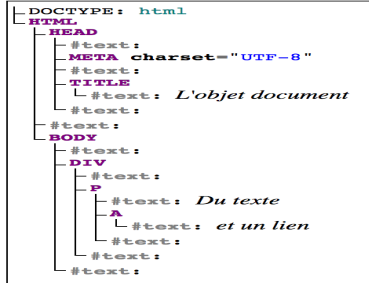 DOCTYPE: html
HTML
HEAD
#text:
META charset="UTF-8"
#text:
TITLE
#text: L'objet document
#text:
#text:
BODY
#text:
DIV
#text:
P
#text: Du texte
A
#text: et un lien
#text:
#text:
#text: